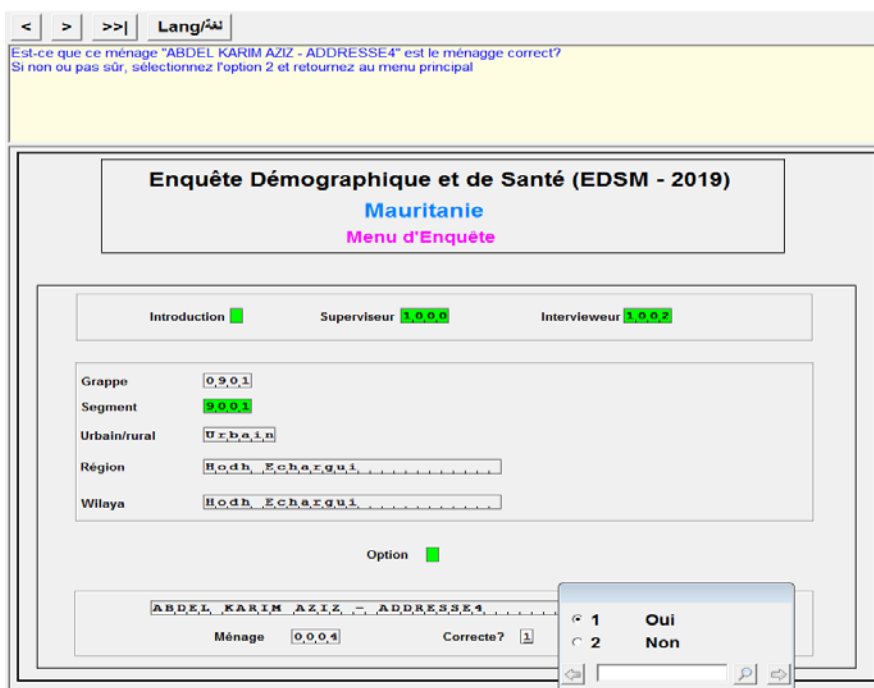 < > >>| Lang/لغة
Est-ce que ce ménage "ABDEL KARIM AZIZ - ADDRESSE4" est le ménagge correct?
Si non ou pas sûr, sélectionnez l'option 2 et retournez au menu principal
Enquête Démographique et de Santé (EDSM - 2019)
Mauritanie
Menu d'Enquête
Introduction Superviseur 1000 Intervieweur 1002
Grappe 0901
Segment 9001
Urbain/rural Urbain
Région Hodh Echargui
Wilaya Hodh Echargui
Option
ABDEL KARIM AZIZ - ADDRESSE4
Ménage 0004 Correcte? 1
1 Oui
2 Non